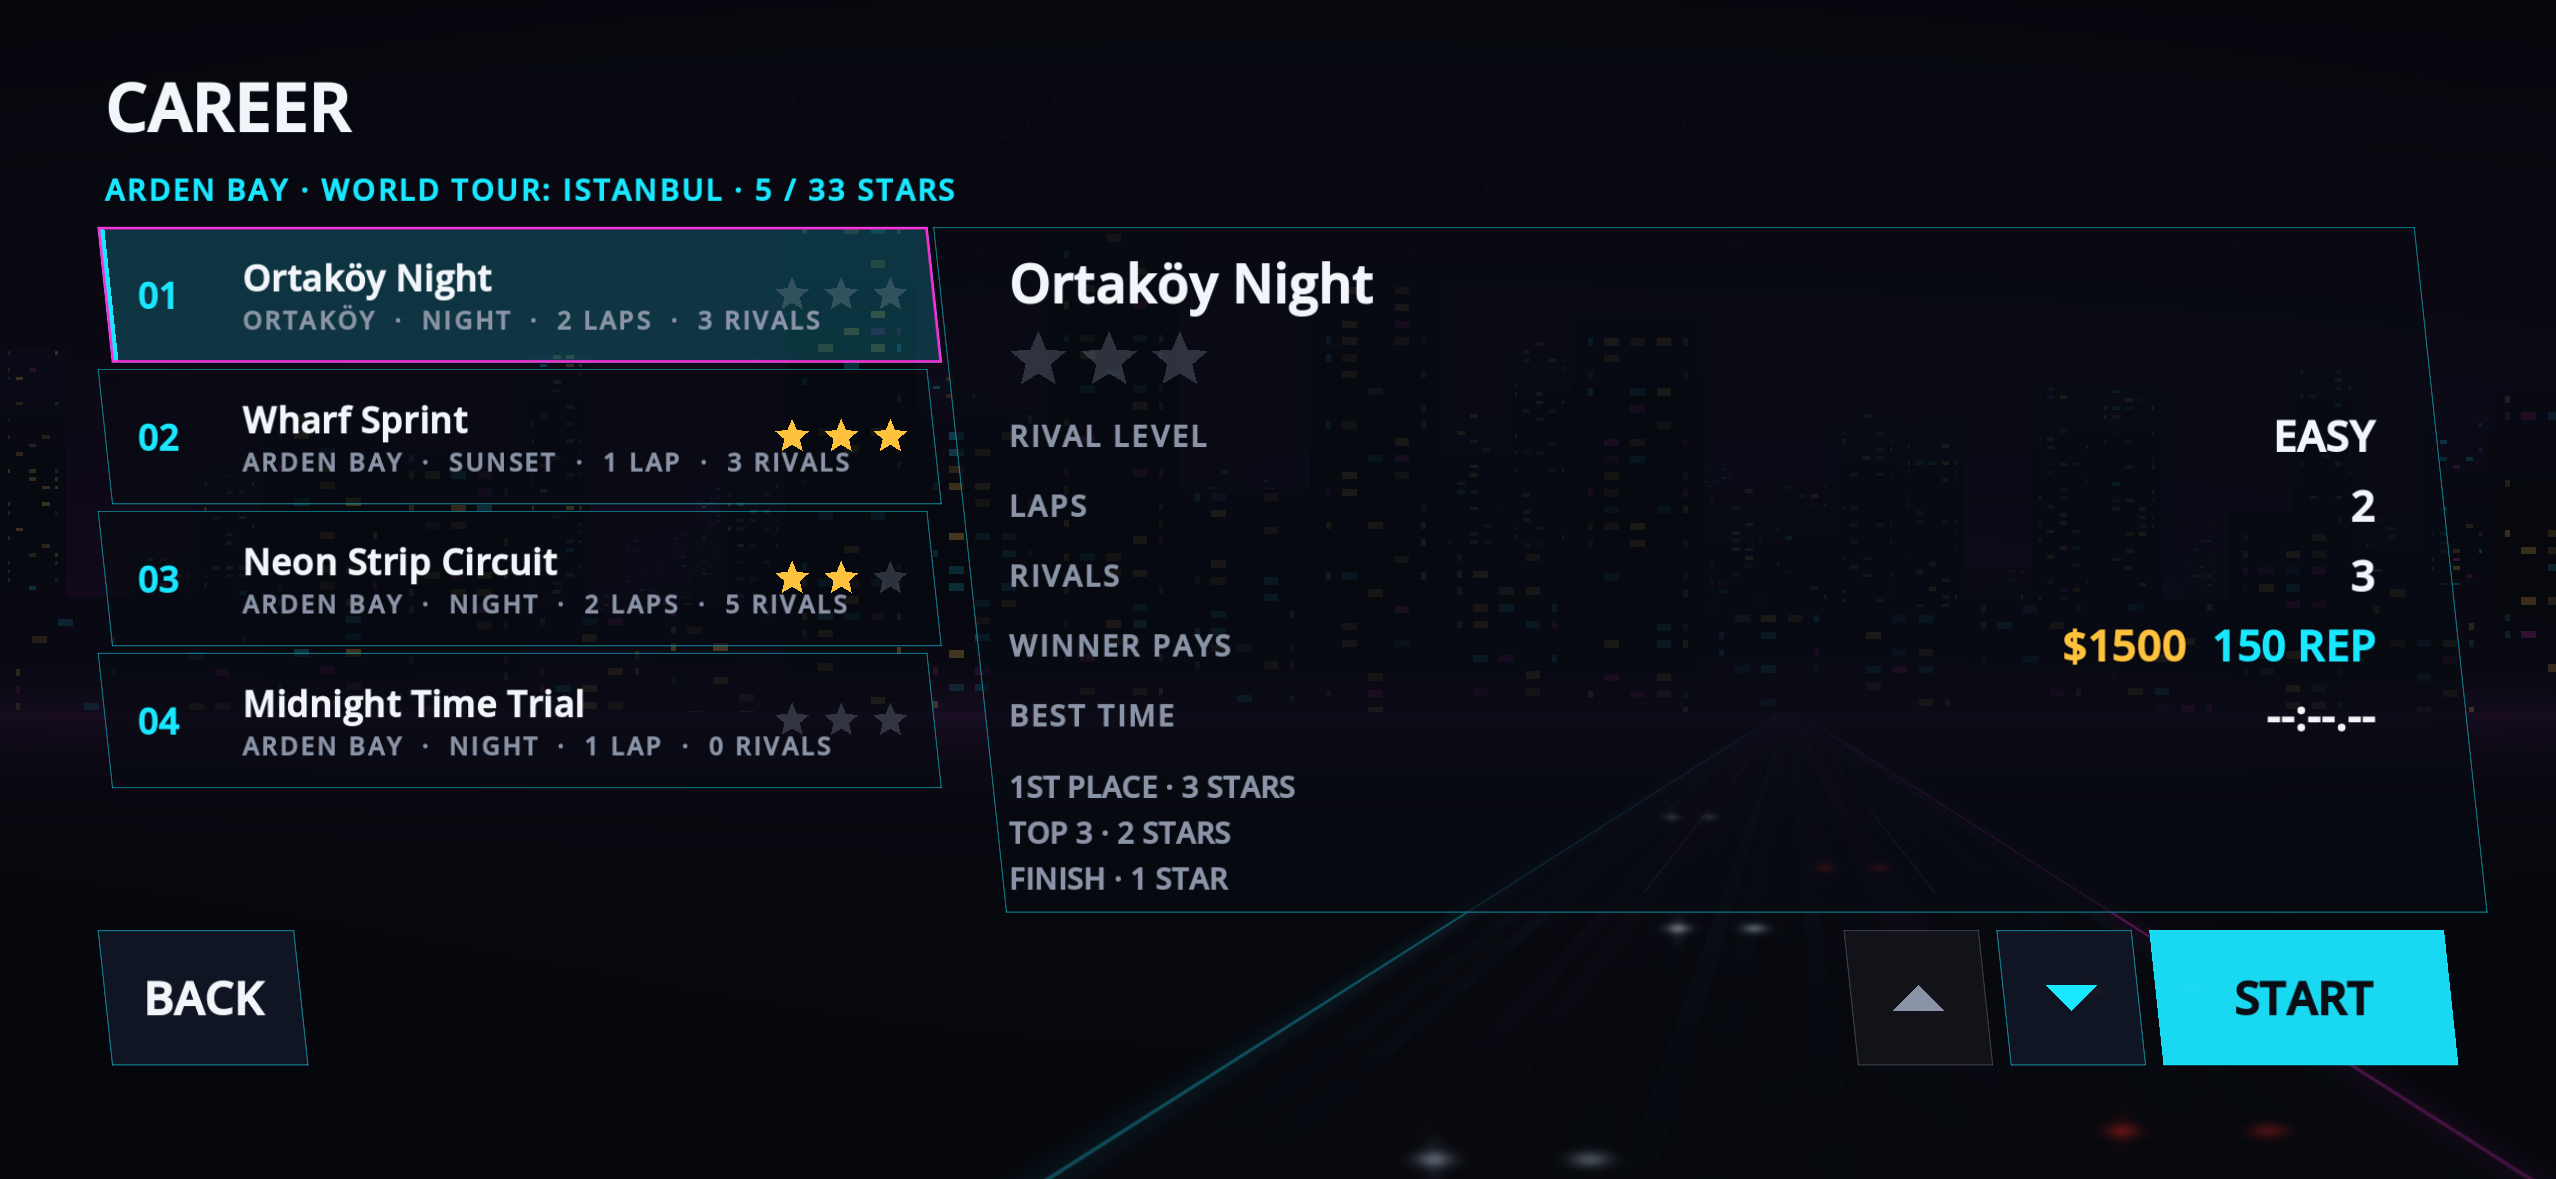 CAREER
ARDEN BAY · WORLD TOUR: ISTANBUL · 5 / 33 STARS
01
Ortaköy Night
ORTAKÖY · NIGHT · 2 LAPS · 3 RIVALS
02
Wharf Sprint
ARDEN BAY · SUNSET · 1 LAP · 3 RIVALS
03
Neon Strip Circuit
ARDEN BAY · NIGHT · 2 LAPS · 5 RIVALS
04
Midnight Time Trial
ARDEN BAY · NIGHT · 1 LAP · 0 RIVALS
Ortaköy Night
RIVAL LEVEL EASY
LAPS 2
RIVALS 3
WINNER PAYS $1500 150 REP
BEST TIME --:--.--
1ST PLACE · 3 STARS
TOP 3 · 2 STARS
FINISH · 1 STAR
BACK
START